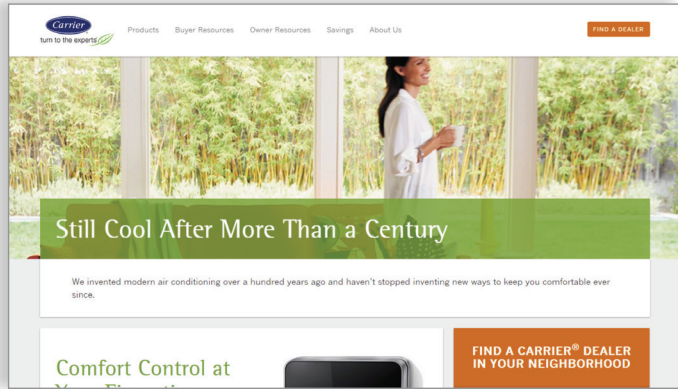 Carrier
turn to the experts
Products Buyer Resources Owner Resources Savings About Us
FIND A DEALER
Still Cool After More Than a Century
We invented modern air conditioning over a hundred years ago and haven't stopped inventing new ways to keep you comfortable ever
since.
Comfort Control at
FIND A CARRIER® DEALER
IN YOUR NEIGHBORHOOD